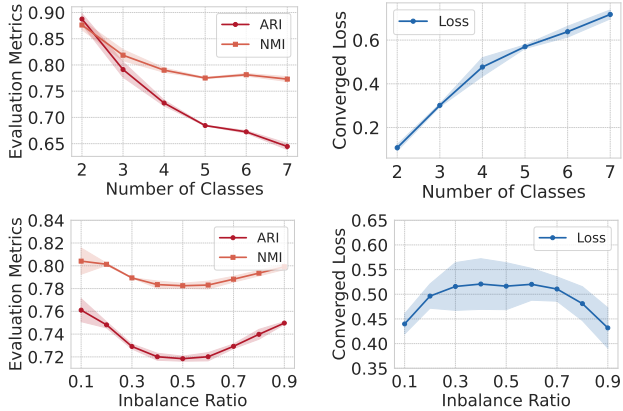 0.90
0.85
0.80
0.75
0.70
0.65
Evaluation Metrics
ARI
NMI
2 3 4 5 6 7
Number of Classes
0.6
0.4
0.2
Converged Loss
Loss
2 3 4 5 6 7
Number of Classes
0.84
0.82
0.80
0.78
0.76
0.74
0.72
Evaluation Metrics
ARI
NMI
0.1 0.3 0.5 0.7 0.9
Inbalance Ratio
0.65
0.60
0.55
0.50
0.45
0.40
0.35
Converged Loss
Loss
0.1 0.3 0.5 0.7 0.9
Inbalance Ratio